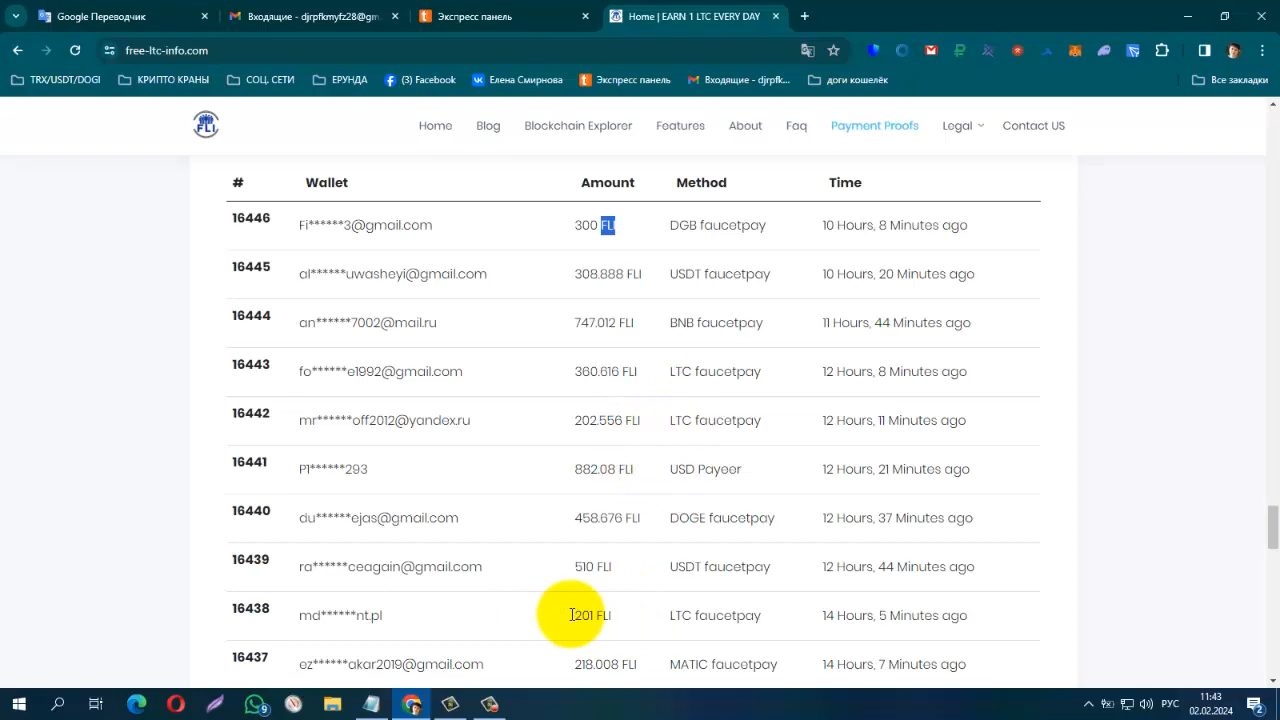 Google Переводчик
Входящие - djrpfkmyfz28@gm
Экспресс панель
Home | EARN 1 LTC EVERY DAY
free-ltc-info.com
TRX/USDT/DOGI
КРИПТО КРАНЫ
СОЦ. СЕТИ
ЕРУНДА
(3) Facebook
Елена Смирнова
Экспресс панель
Входящие - djrpfk...
доги кошелёк
Все закладки
FLI
Home Blog Blockchain Explorer Features About Faq Payment Proofs Legal Contact US
# Wallet Amount Method Time
16446 Fi******3@gmail.com 300 FLI DGB faucetpay 10 Hours, 8 Minutes ago
16445 al******uwasheyi@gmail.com 308.888 FLI USDT faucetpay 10 Hours, 20 Minutes ago
16444 an******7002@mail.ru 747.012 FLI BNB faucetpay 11 Hours, 44 Minutes ago
16443 fo******e1992@gmail.com 360.616 FLI LTC faucetpay 12 Hours, 8 Minutes ago
16442 mr******off2012@yandex.ru 202.556 FLI LTC faucetpay 12 Hours, 11 Minutes ago
16441 P1******293 882.08 FLI USD Payeer 12 Hours, 21 Minutes ago
16440 du******ejas@gmail.com 458.676 FLI DOGE faucetpay 12 Hours, 37 Minutes ago
16439 ra******ceagain@gmail.com 510 FLI USDT faucetpay 12 Hours, 44 Minutes ago
16438 md******nt.pl 201 FLI LTC faucetpay 14 Hours, 5 Minutes ago
16437 ez******akar2019@gmail.com 218.008 FLI MATIC faucetpay 14 Hours, 7 Minutes ago
9
РУС
11:43
02.02.2024
2